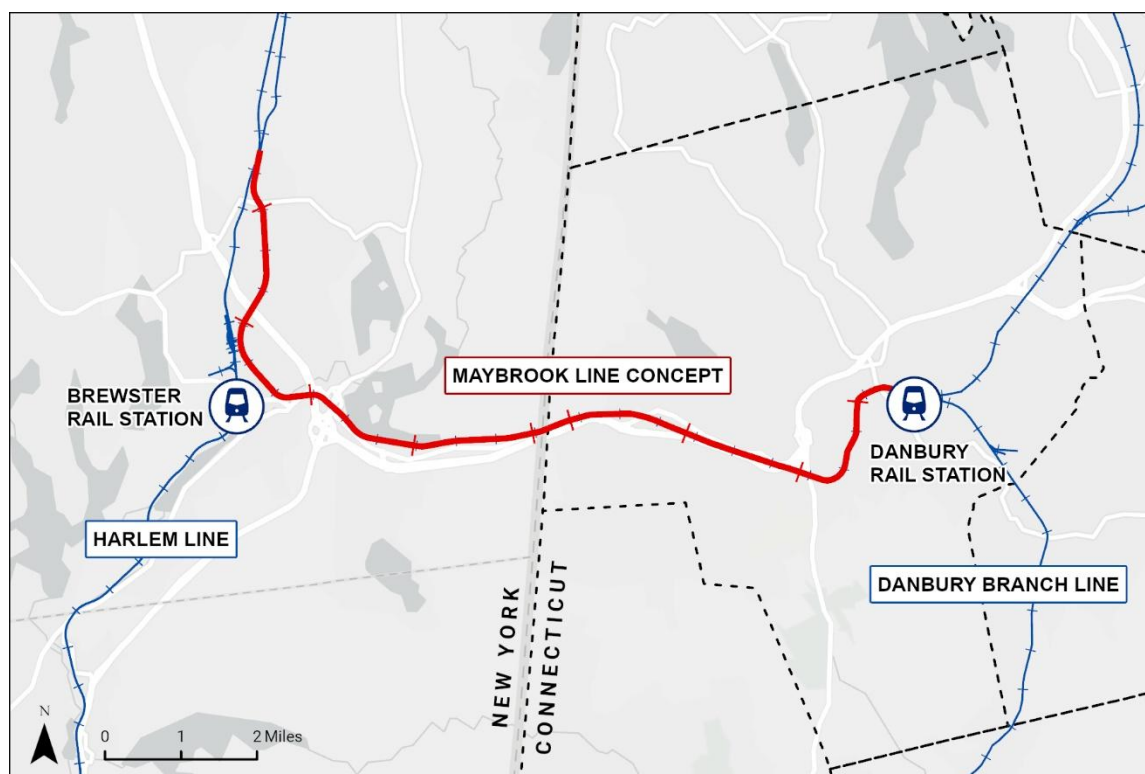 MAYBROOK LINE CONCEPT
BREWSTER
RAIL STATION
DANBURY
RAIL STATION
HARLEM LINE
DANBURY BRANCH LINE
NEW YORK
CONNECTICUT
N
0 1 2 Miles